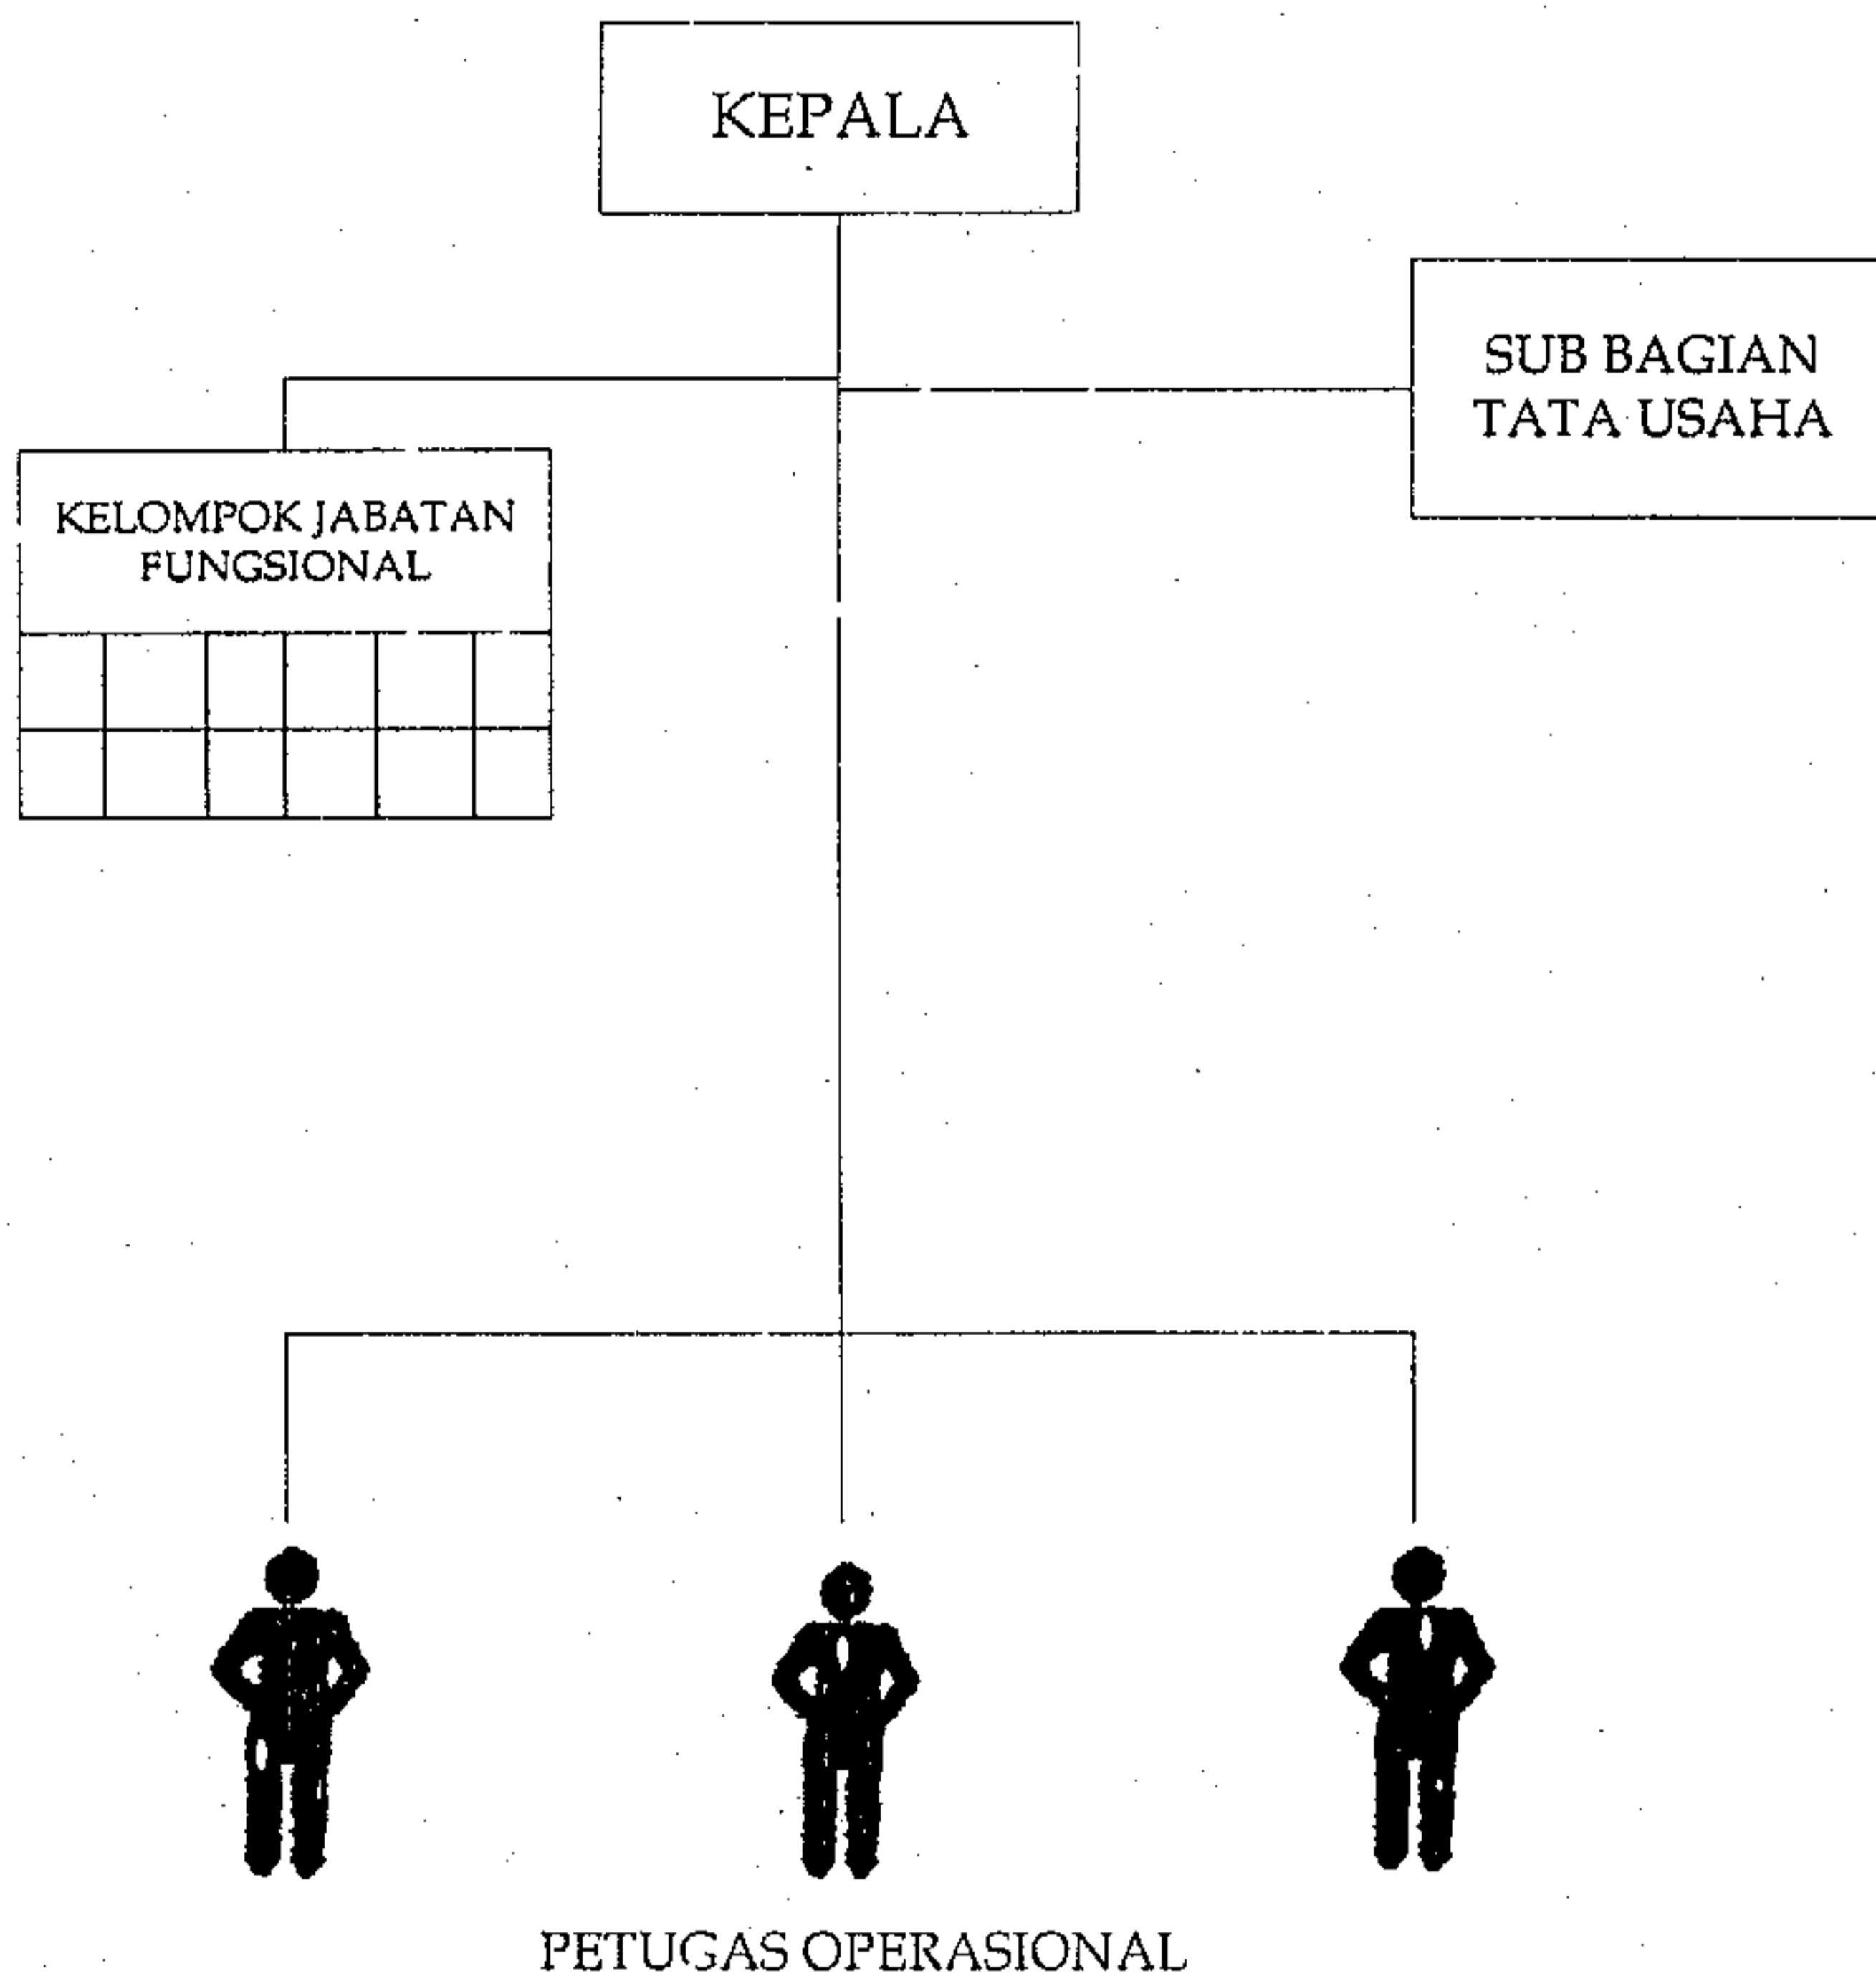 KEPALA
SUB BAGIAN
TATA USAHA
KELOMPOK JABATAN
FUNGSIONAL
PETUGAS OPERASIONAL